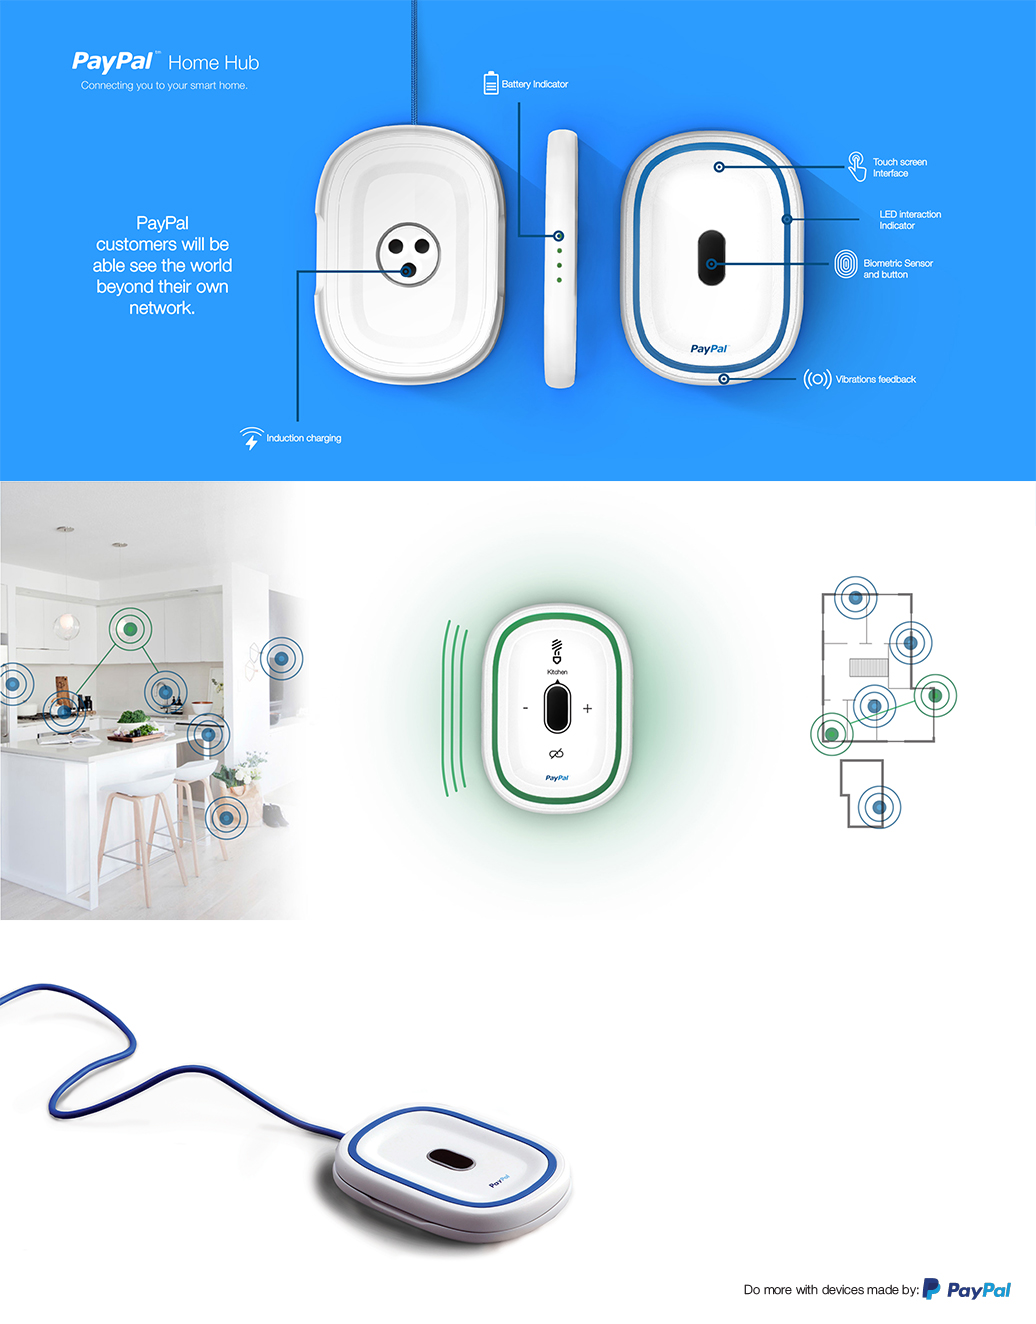 PayPal™ Home Hub
Connecting you to your smart home.
Battery Indicator
PayPal
customers will be
able see the world
beyond their own
network.
Touch screen
Interface
LED interaction
Indicator
Biometric Sensor
and button
PayPal
Vibrations feedback
Induction charging
Kitchen
- +
PayPal
PayPal
Do more with devices made by: PayPal